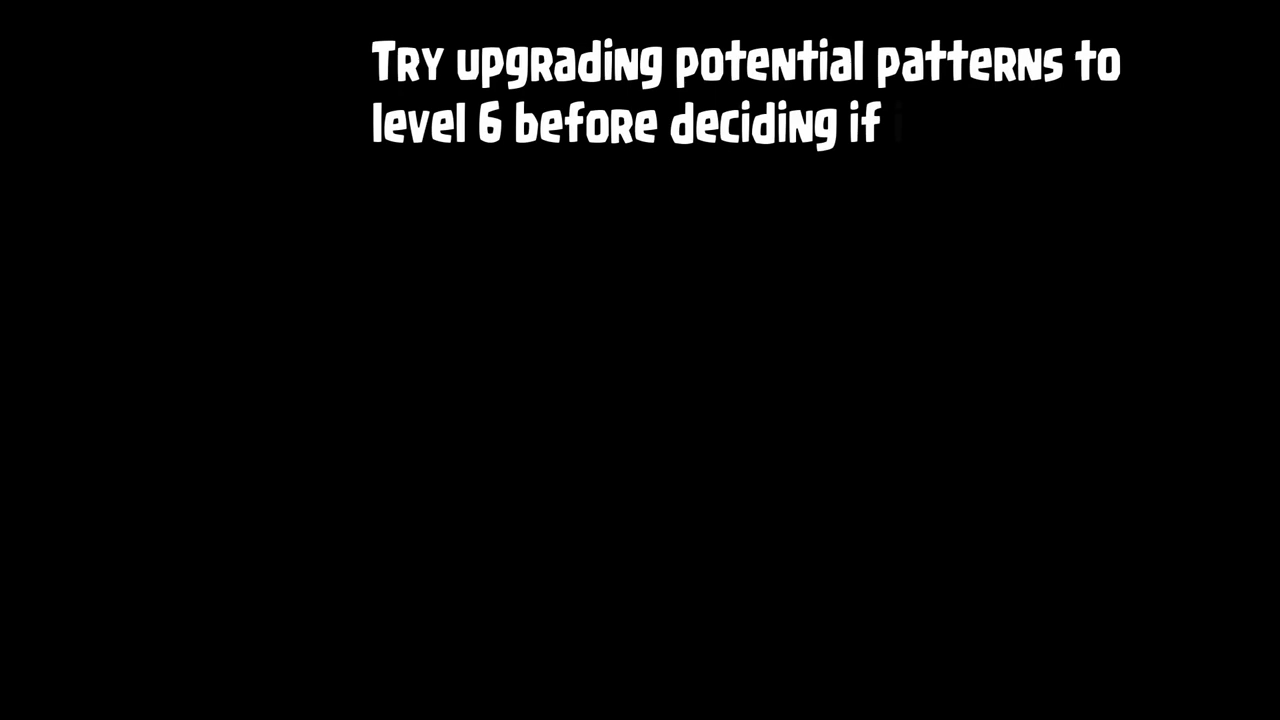 Try upgrading potential patterns to
level 6 before deciding if i